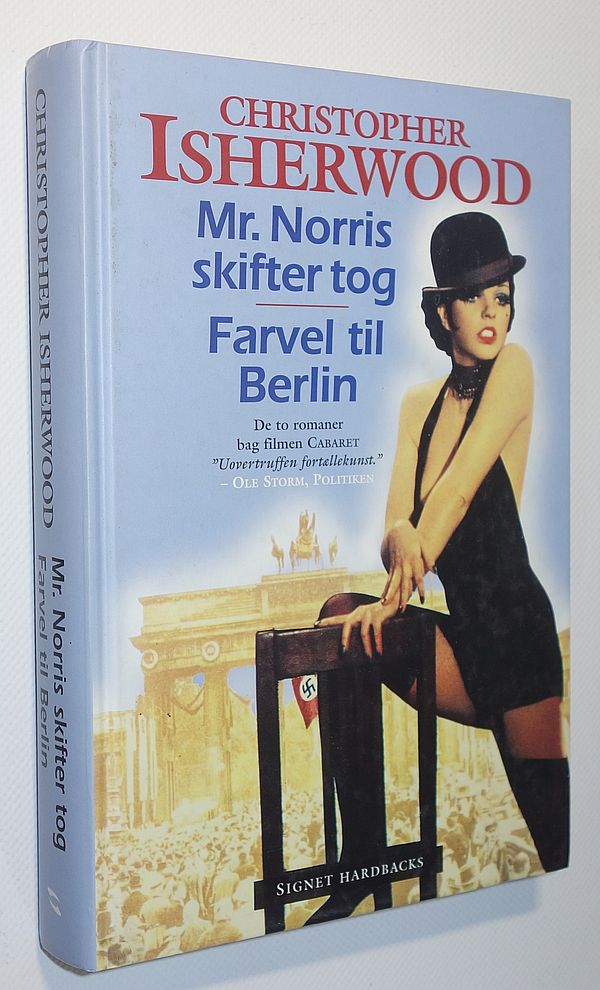 CHRISTOPHER
ISHERWOOD
Mr. Norris
skifter tog
Farvel til
Berlin
De to romaner
bag filmen CABARET
”Uovertruffen fortællekunst.”
– OLE STORM, POLITIKEN
SIGNET HARDBACKS
CHRISTOPHER ISHERWOOD
Mr. Norris skifter tog
Farvel til Berlin